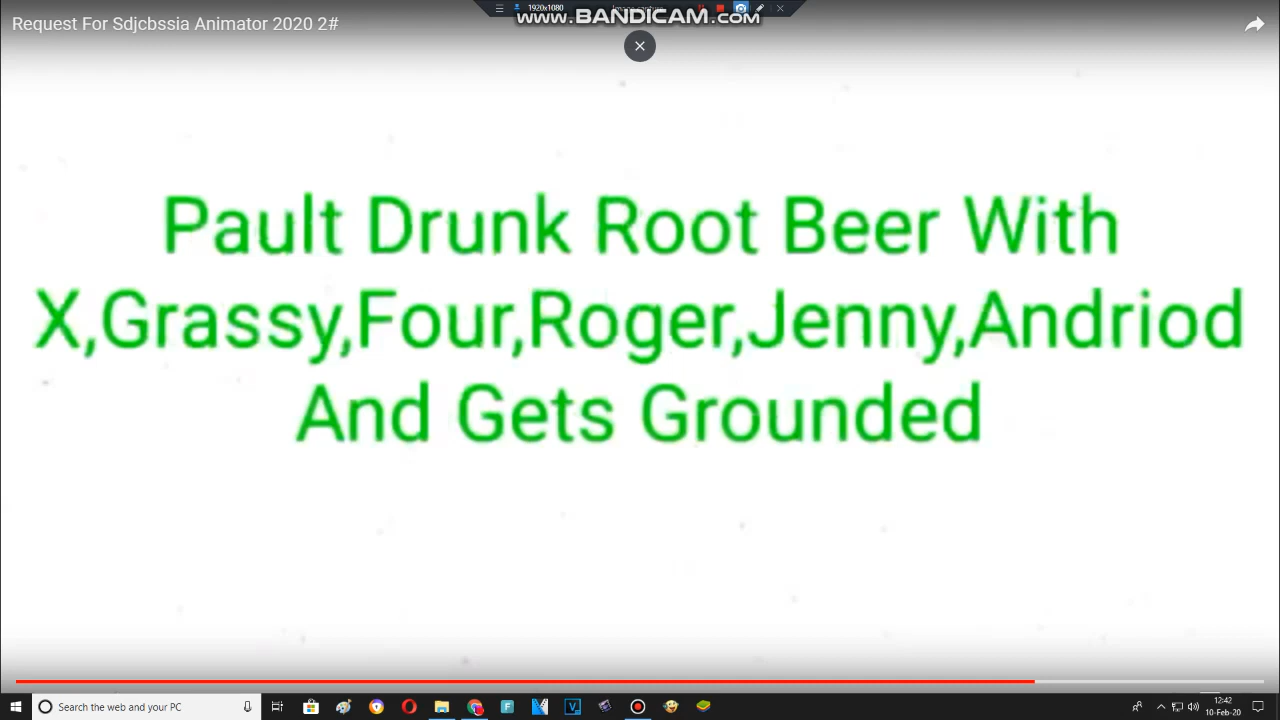 1920x1080
www.BANDICAM.com
Request For Sdjcbssia Animator 2020 2#
Pault Drunk Root Beer With
X,Grassy,Four,Roger,Jenny,Andriod
And Gets Grounded
Search the web and your PC
12:42
10-Feb-20